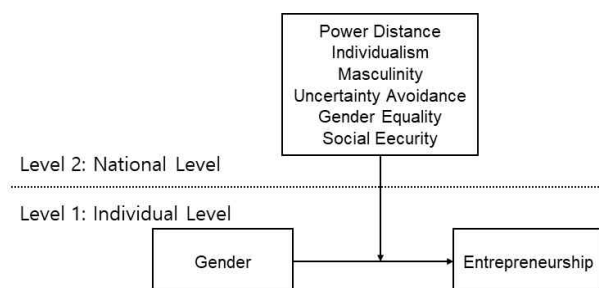 Power Distance
Individualism
Masculinity
Uncertainty Avoidance
Gender Equality
Social Eecurity
Level 2: National Level
Level 1: Individual Level
Gender
Entrepreneurship